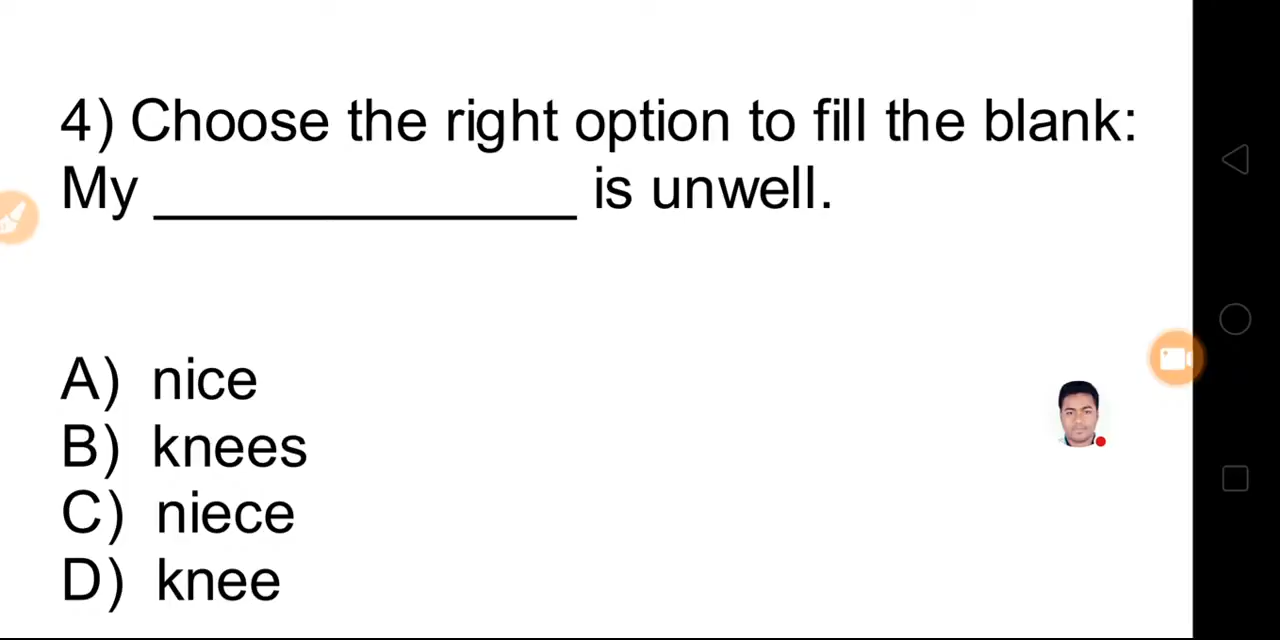 4) Choose the right option to fill the blank:
My ______________ is unwell.
A) nice
B) knees
C) niece
D) knee